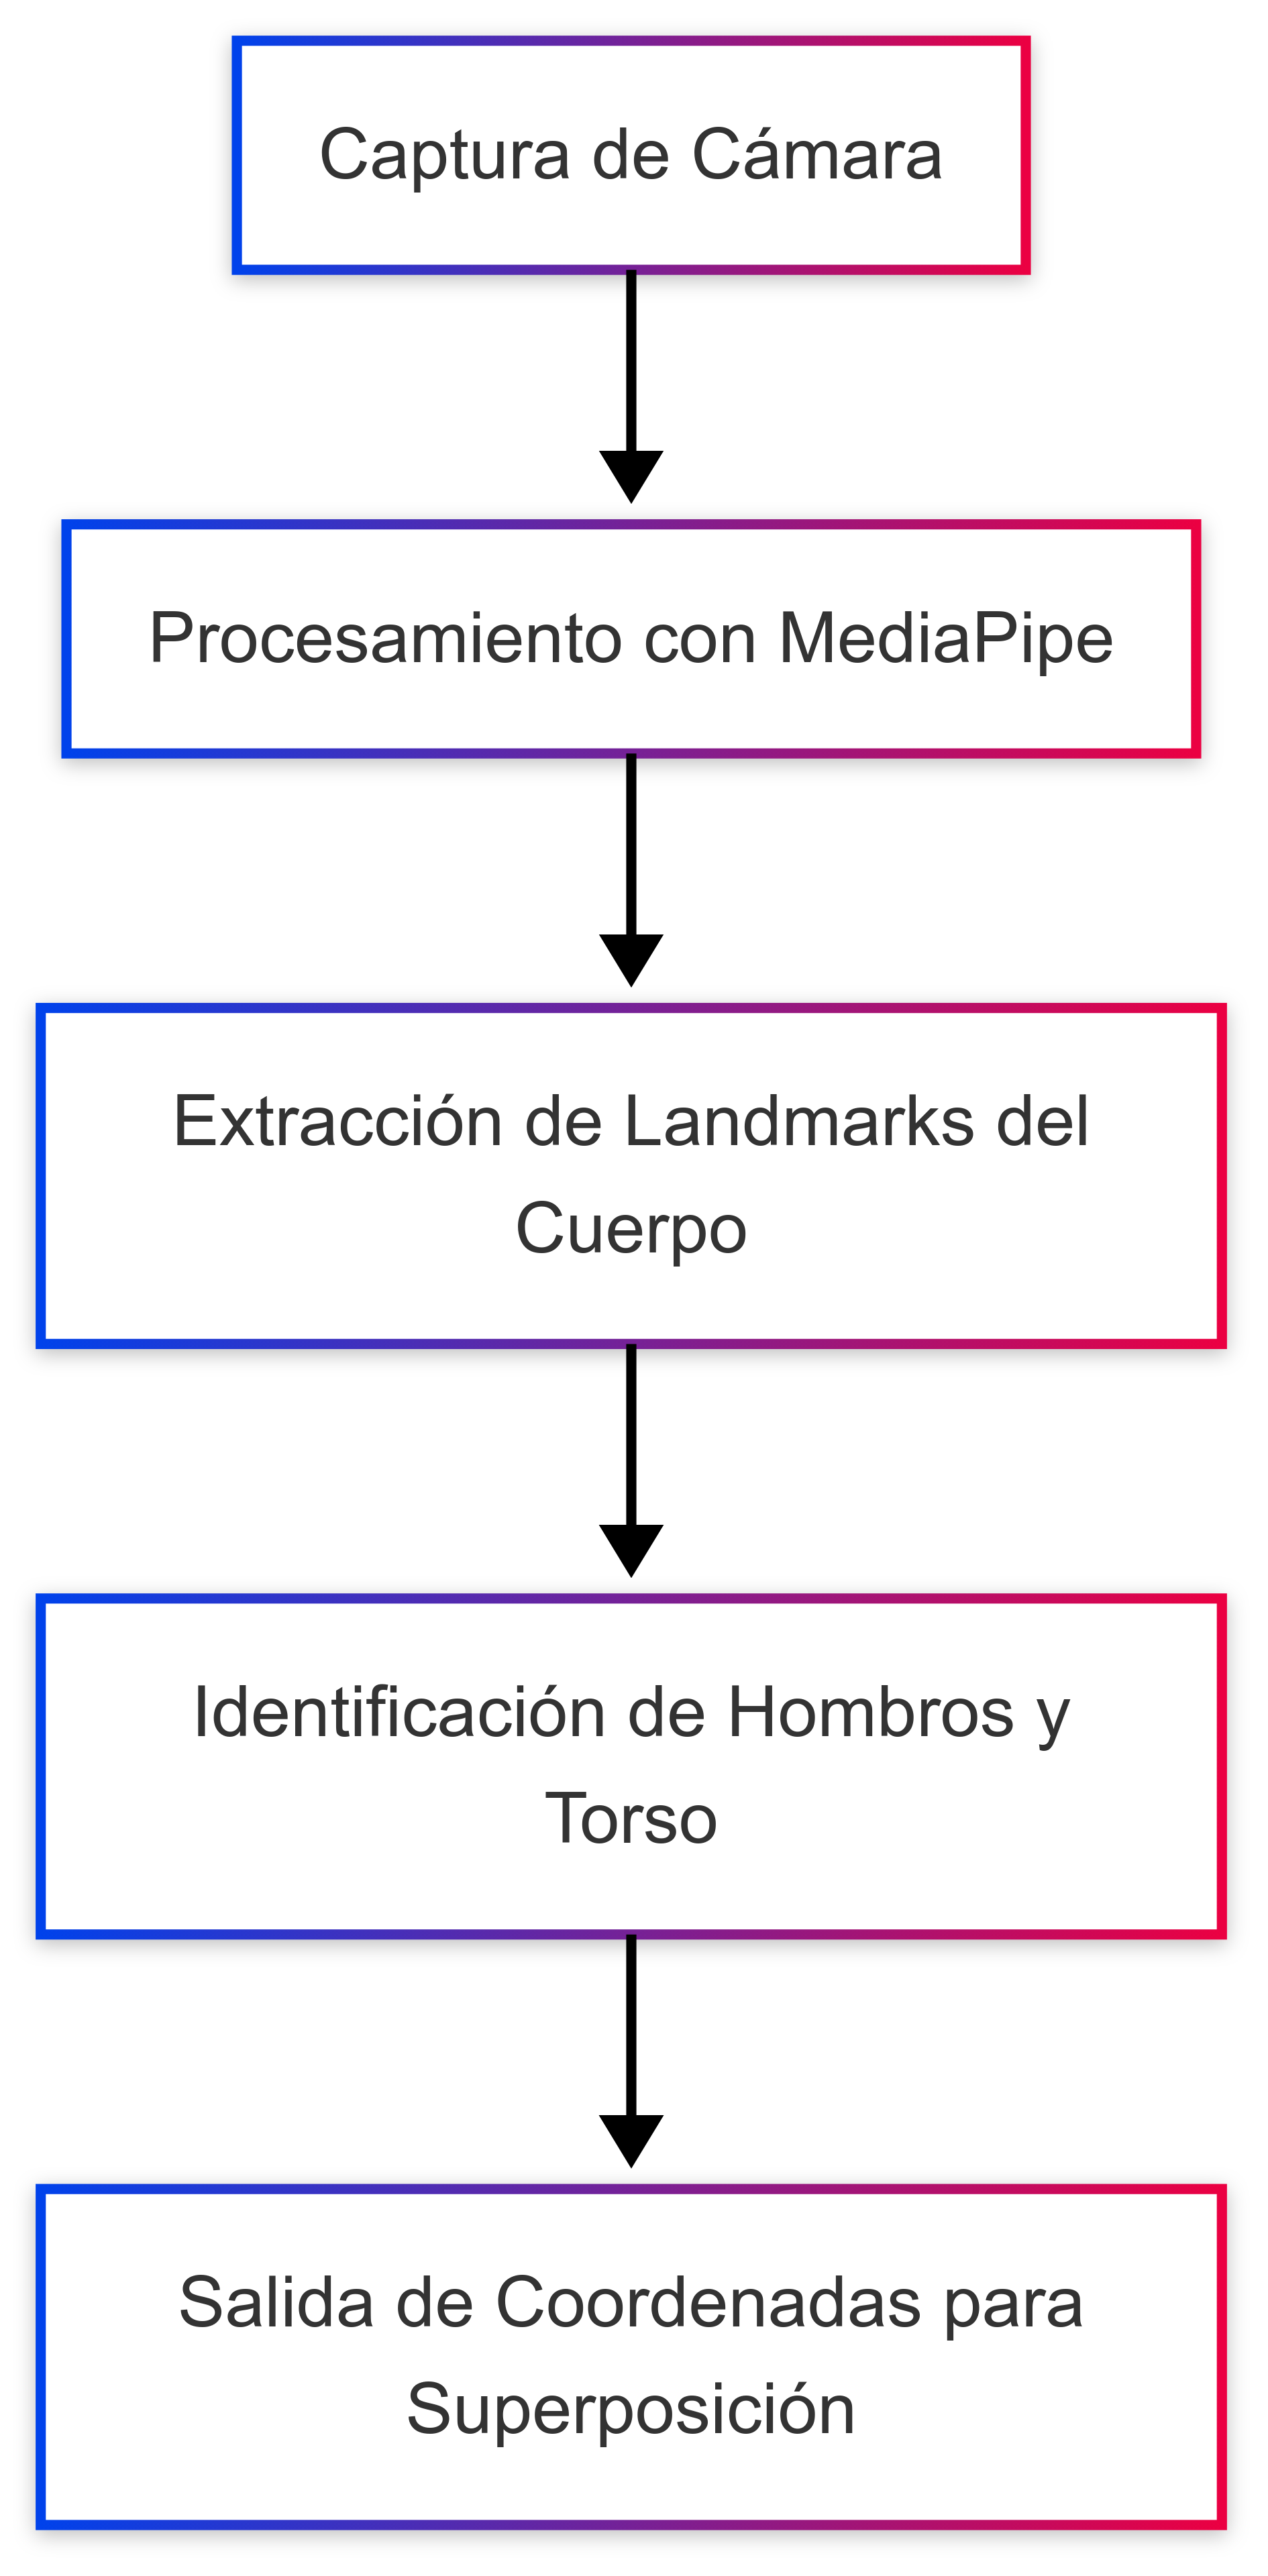 Captura de Cámara
Procesamiento con MediaPipe
Extracción de Landmarks del
Cuerpo
Identificación de Hombros y
Torso
Salida de Coordenadas para
Superposición